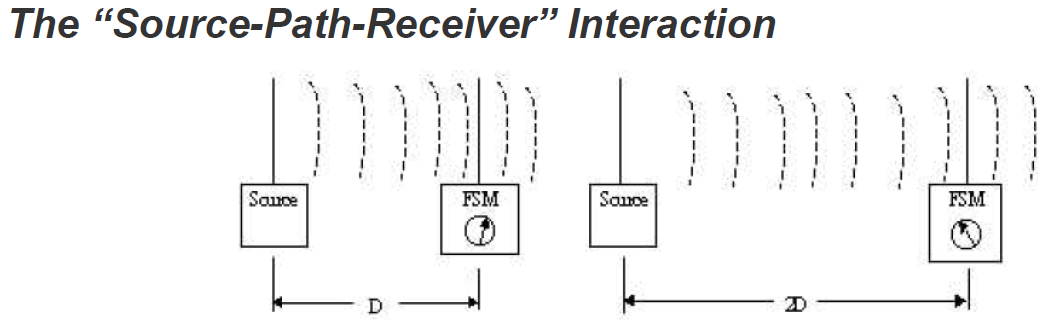 The “Source-Path-Receiver” Interaction
Source
FSM
Source
FSM
D
2D